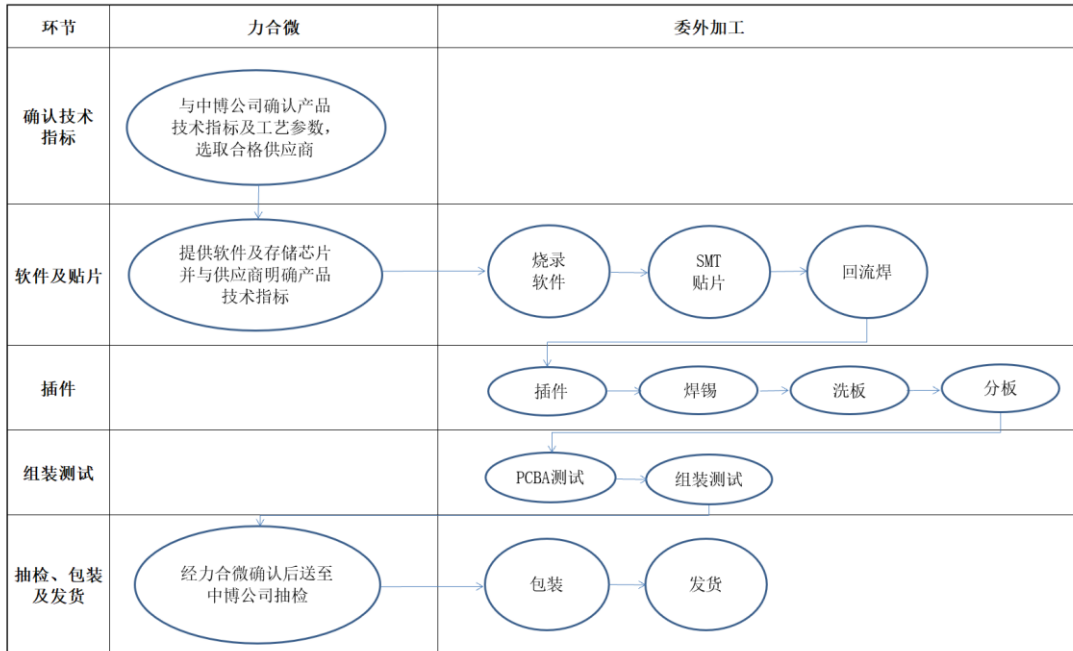 环节
力合微
委外加工
确认技术
指标
与中博公司确认产品
技术指标及工艺参数，
选取合格供应商
软件及贴片
提供软件及存储芯片
并与供应商明确产品
技术指标
烧录
软件
SMT
贴片
回流焊
插件
插件
焊锡
洗板
分板
组装测试
PCBA测试
组装测试
抽检、包装
及发货
经力合微确认后送至
中博公司抽检
包装
发货